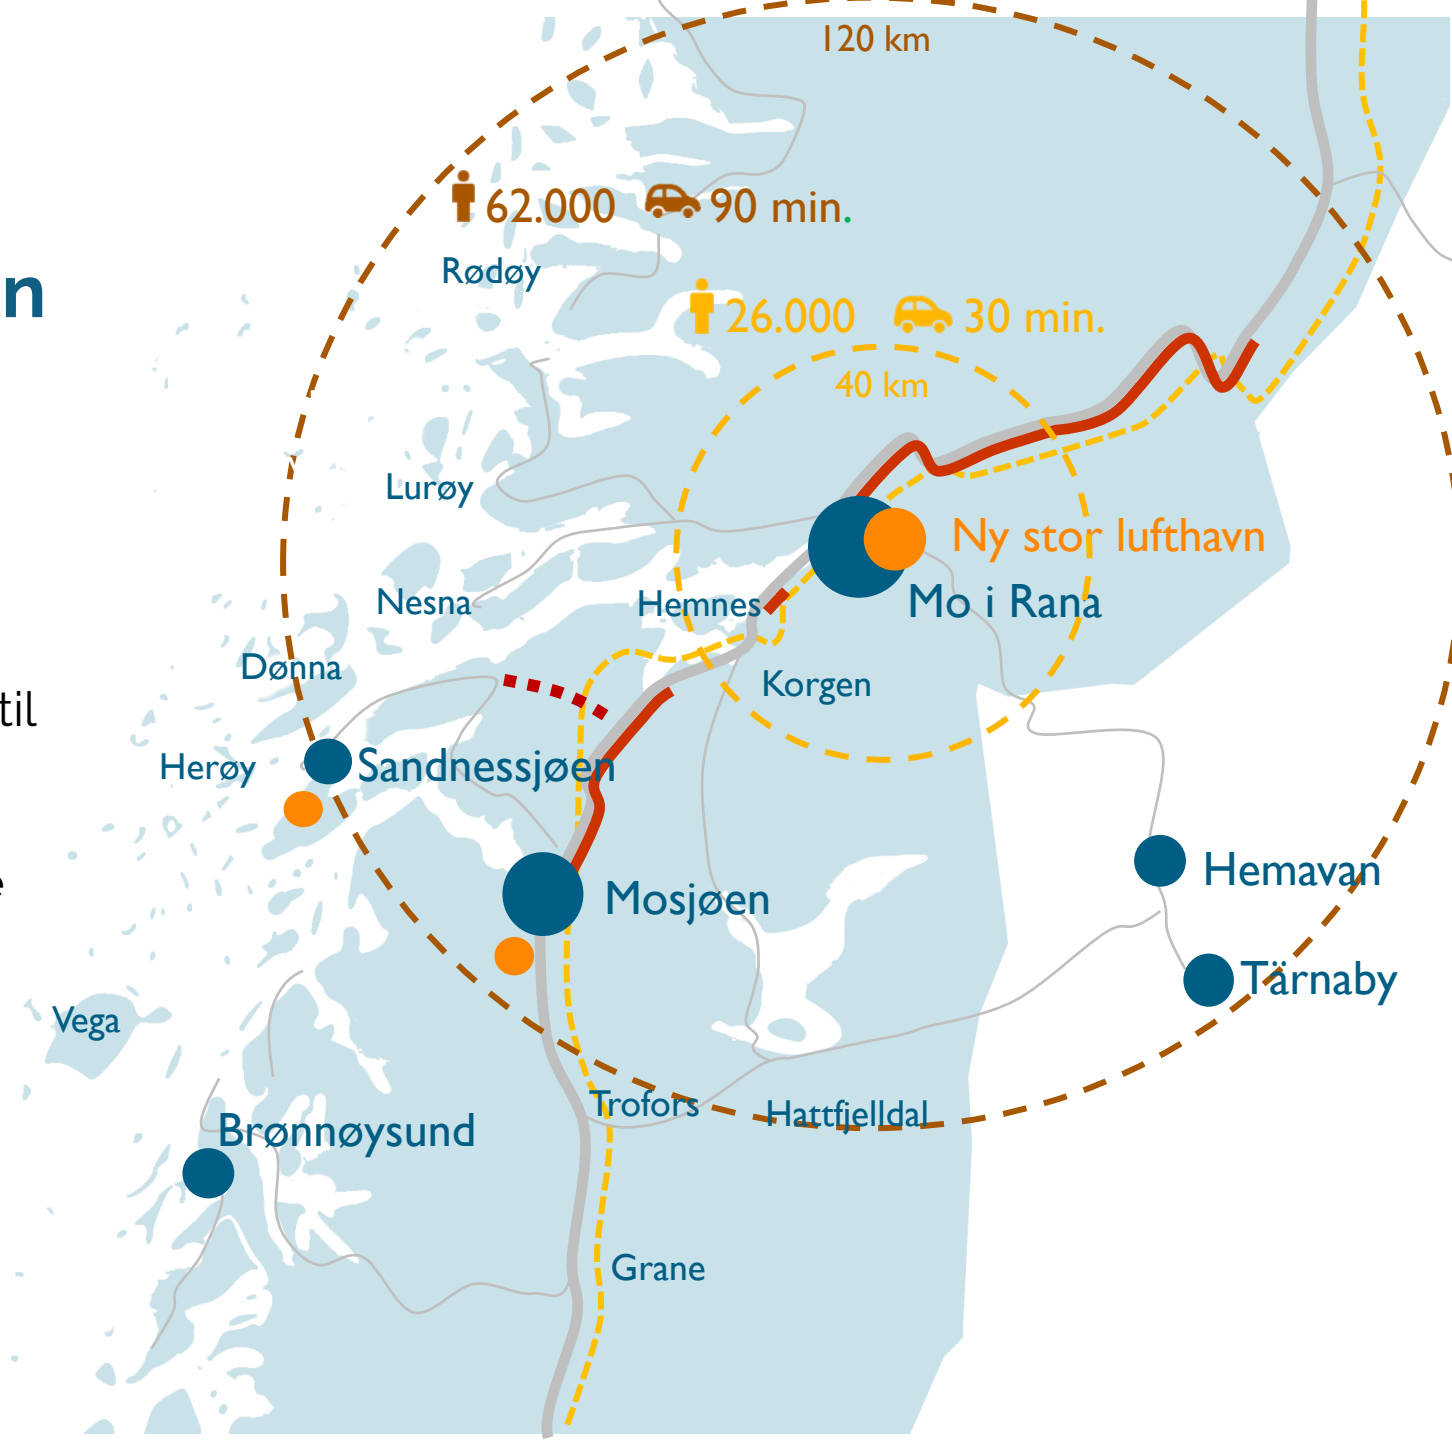 120 km
62.000 90 min.
n
Rødøy
26.000 30 min.
40 km
Lurøy
Ny stor lufthavn
Nesna
Hemnes
Mo i Rana
Dønna
Korgen
til
Herøy
Sandnessjøen
e
Hemavan
Mosjøen
Tärnaby
Vega
Trofors
Hattfjelldal
Brønnøysund
Grane